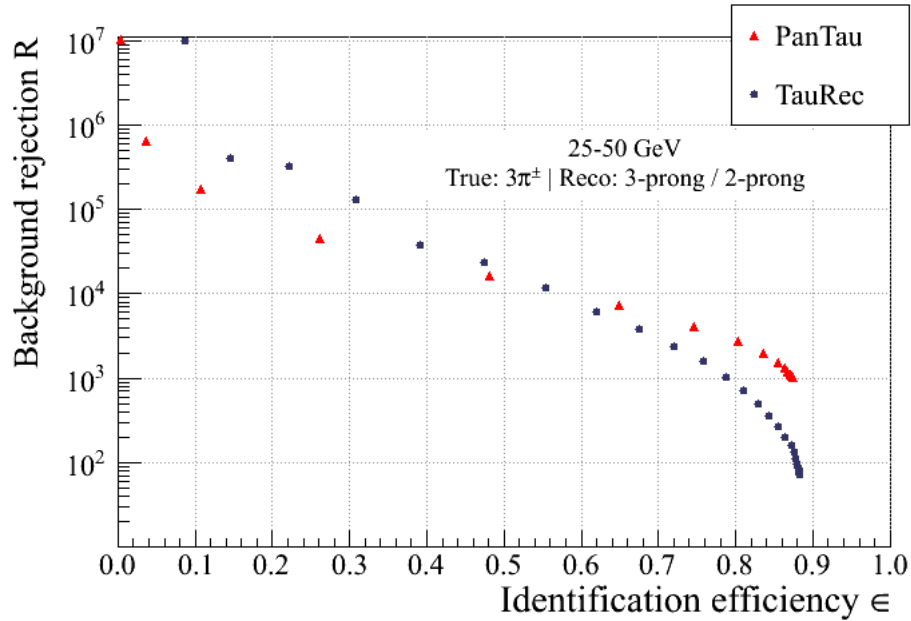 PanTau
TauRec
25-50 GeV
True: 3π± | Reco: 3-prong / 2-prong
Background rejection R
10⁷
10⁶
10⁵
10⁴
10³
10²
0.0 0.1 0.2 0.3 0.4 0.5 0.6 0.7 0.8 0.9 1.0
Identification efficiency ∈